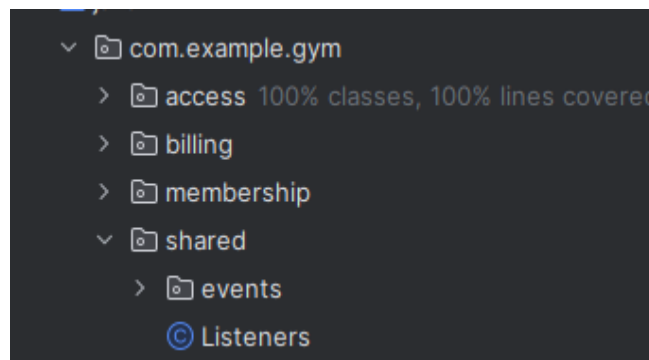 com.example.gym
access 100% classes, 100% lines covered
billing
membership
shared
events
Listeners